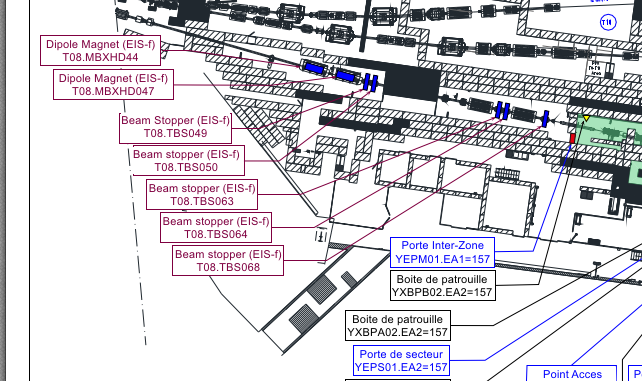 Dipole Magnet (EIS-f)
T08.MBXHD44
Dipole Magnet (EIS-f)
T08.MBXHD047
Beam Stopper (EIS-f)
T08.TBS049
Beam stopper (EIS-f)
T08.TBS050
Beam stopper (EIS-f)
T08.TBS063
Beam stopper (EIS-f)
T08.TBS064
Beam stopper (EIS-f)
T08.TBS068
Porte Inter-Zone
YEPM01.EA1=157
Boite de patrouille
YXBPB02.EA2=157
Boite de patrouille
YXBPA02.EA2=157
Porte de secteur
YEPS01.EA2=157
Point Acces
Area